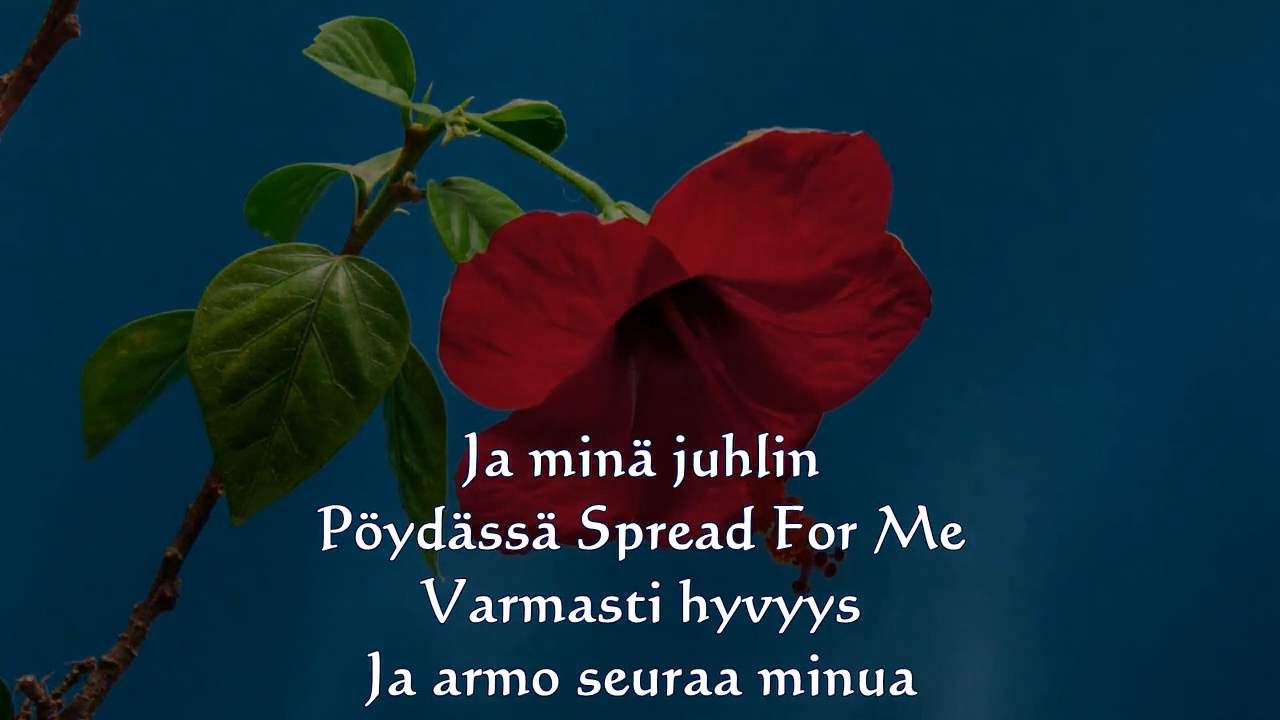 Ja minä juhlin
Pöydässä Spread For Me
Varmasti hyvyys
Ja armo seuraa minua